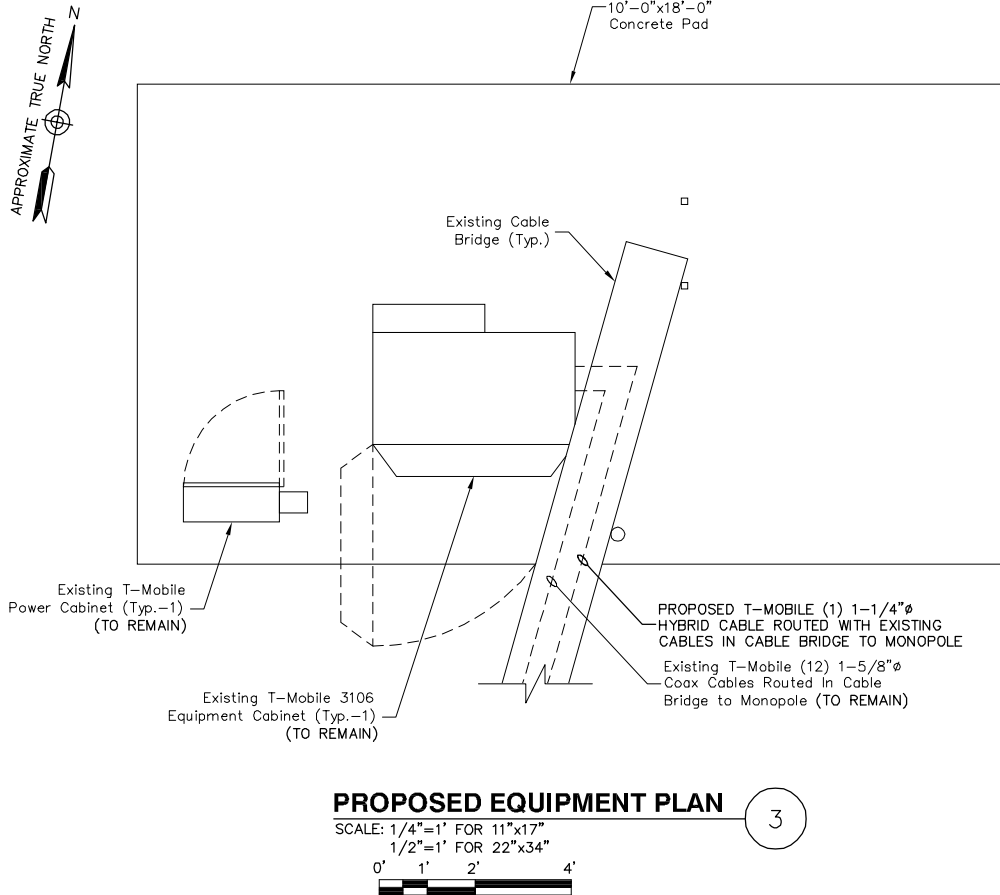 10'-0"x18'-0"
Concrete Pad
N
APPROXIMATE TRUE NORTH
Existing Cable
Bridge (Typ.)
Existing T-Mobile
Power Cabinet (Typ.-1)
(TO REMAIN)
PROPOSED T-MOBILE (1) 1-1/4"ø
HYBRID CABLE ROUTED WITH EXISTING
CABLES IN CABLE BRIDGE TO MONOPOLE
Existing T-Mobile (12) 1-5/8"ø
Coax Cables Routed In Cable
Bridge to Monopole (TO REMAIN)
Existing T-Mobile 3106
Equipment Cabinet (Typ.-1)
(TO REMAIN)
PROPOSED EQUIPMENT PLAN
3
SCALE: 1/4"=1' FOR 11"x17"
1/2"=1' FOR 22"x34"
0' 1' 2' 4'